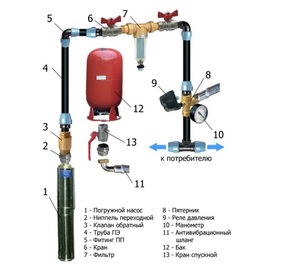 6
7
6
5
4
9
8
12
3
13
10
2
11
к потребителю
1
1 - Погружной насос
2 - Ниппель переходной
3 - Клапан обратный
4 - Труба ПЭ
5 - Фитинг ПП
6 - Кран
7 - Фильтр
8 - Пятерник
9 - Реле давления
10 - Манометр
11 - Антивибрационный
шланг
12 - Бак
13 - Кран спускной